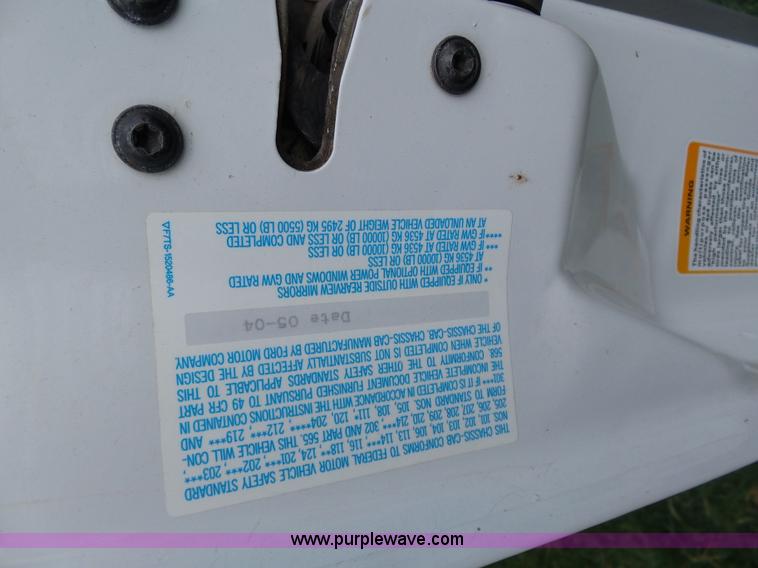 THIS CHASSIS-CAB CONFORMS TO FEDERAL MOTOR VEHICLE SAFETY STANDARD
NOS. 101, 102, 103, 104, 106, 113, 114***, 116, 118**, 124, 201***, 202***, 203***,
205, 206, 207, 208, 209, 210, 214***, 302 AND PART 565. THIS VEHICLE WILL CON-
FORM TO STANDARD NOS. 105, 108, 111*, 120, 204****, 212***, 219*** AND
301*** IF IT IS COMPLETED IN ACCORDANCE WITH THE INSTRUCTIONS CONTAINED IN
THE INCOMPLETE VEHICLE DOCUMENT FURNISHED PURSUANT TO 49 CFR PART
568. CONFORMITY TO THE OTHER SAFETY STANDARDS APPLICABLE TO THIS
VEHICLE WHEN COMPLETED IS NOT SUBSTANTIALLY AFFECTED BY THE DESIGN
OF THE CHASSIS-CAB. CHASSIS-CAB MANUFACTURED BY FORD MOTOR COMPANY.
Date 05-04
* ONLY IF EQUIPPED WITH OUTSIDE REARVIEW MIRRORS
** IF EQUIPPED WITH OPTIONAL POWER WINDOWS AND GVW RATED
AT 4536 KG (10000 LB) OR LESS
*** IF GVW RATED AT 4536 KG (10000 LB) OR LESS
**** IF GVW RATED AT 4536 KG (10000 LB) OR LESS AND COMPLETED
AT AN UNLOADED VEHICLE WEIGHT OF 2495 KG (5500 LB) OR LESS
VF7TS-1520486-AA
WARNING
www.purplewave.com